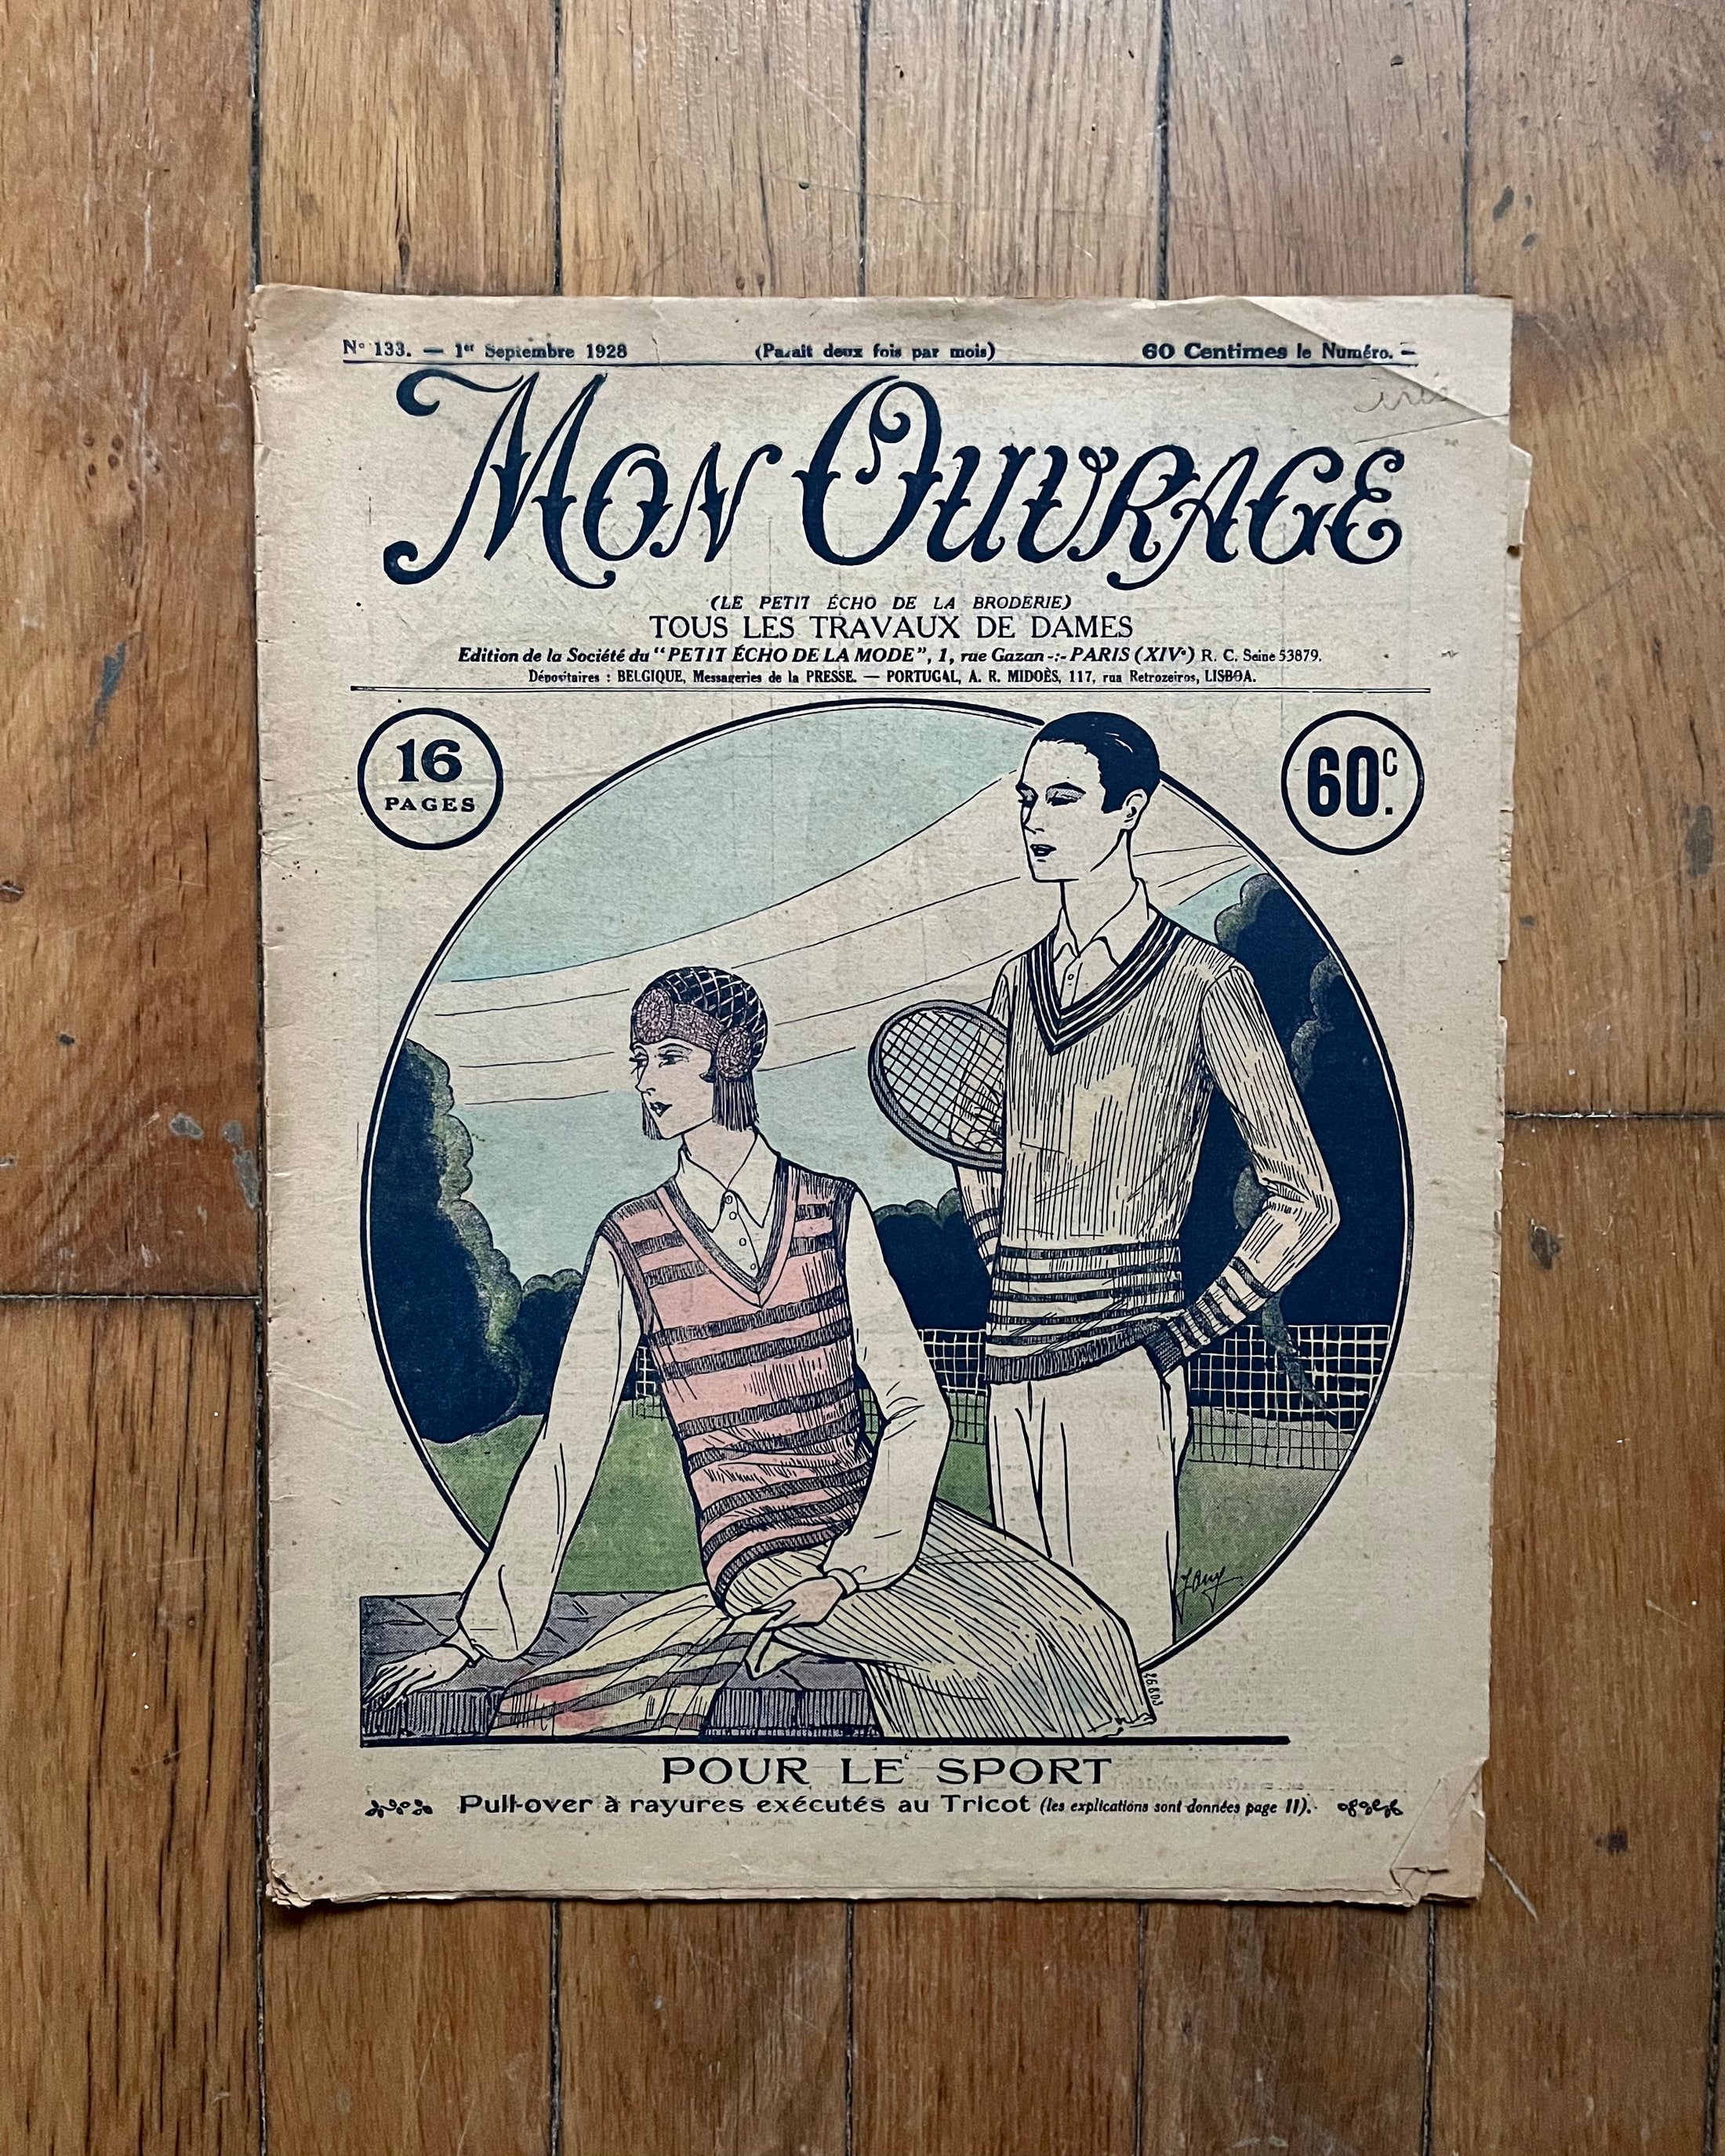 N° 133. — 1er Septembre 1928 (Paraît deux fois par mois) 60 Centimes le Numéro. —
MON OUVRAGE
(LE PETIT ÉCHO DE LA BRODERIE)
TOUS LES TRAVAUX DE DAMES
Edition de la Société du "PETIT ÉCHO DE LA MODE", 1, rue Gazan -:- PARIS (XIVe) R. C. Seine 53879.
Dépositaires : BELGIQUE, Messageries de la PRESSE. — PORTUGAL, A. R. MIDOÈS, 117, rua Retrozeiros, LISBOA.
16
PAGES
60c.
26803
POUR LE SPORT
Pull-over à rayures exécutés au Tricot (les explications sont données page 11).